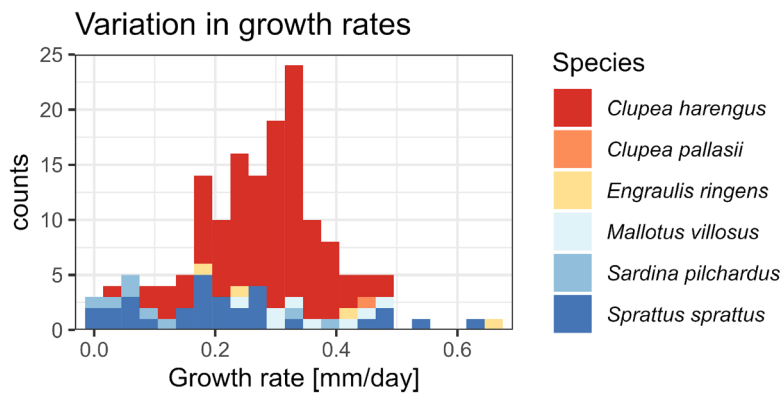 Variation in growth rates
25
20
15
10
5
0
counts
0.0 0.2 0.4 0.6
Growth rate [mm/day]
Species
Clupea harengus
Clupea pallasii
Engraulis ringens
Mallotus villosus
Sardina pilchardus
Sprattus sprattus